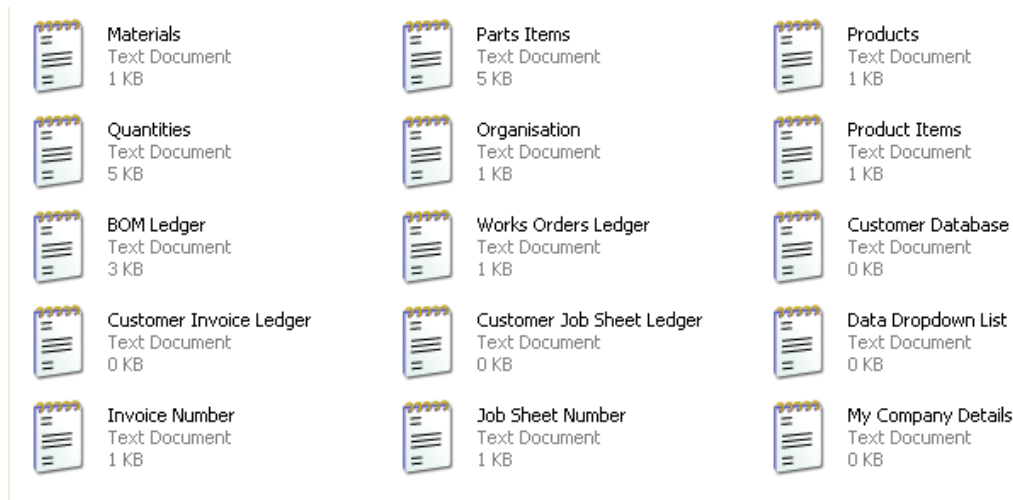 Materials
Text Document
1 KB
Parts Items
Text Document
5 KB
Products
Text Document
1 KB
Quantities
Text Document
5 KB
Organisation
Text Document
1 KB
Product Items
Text Document
1 KB
BOM Ledger
Text Document
3 KB
Works Orders Ledger
Text Document
1 KB
Customer Database
Text Document
0 KB
Customer Invoice Ledger
Text Document
0 KB
Customer Job Sheet Ledger
Text Document
0 KB
Data Dropdown List
Text Document
0 KB
Invoice Number
Text Document
1 KB
Job Sheet Number
Text Document
1 KB
My Company Details
Text Document
0 KB